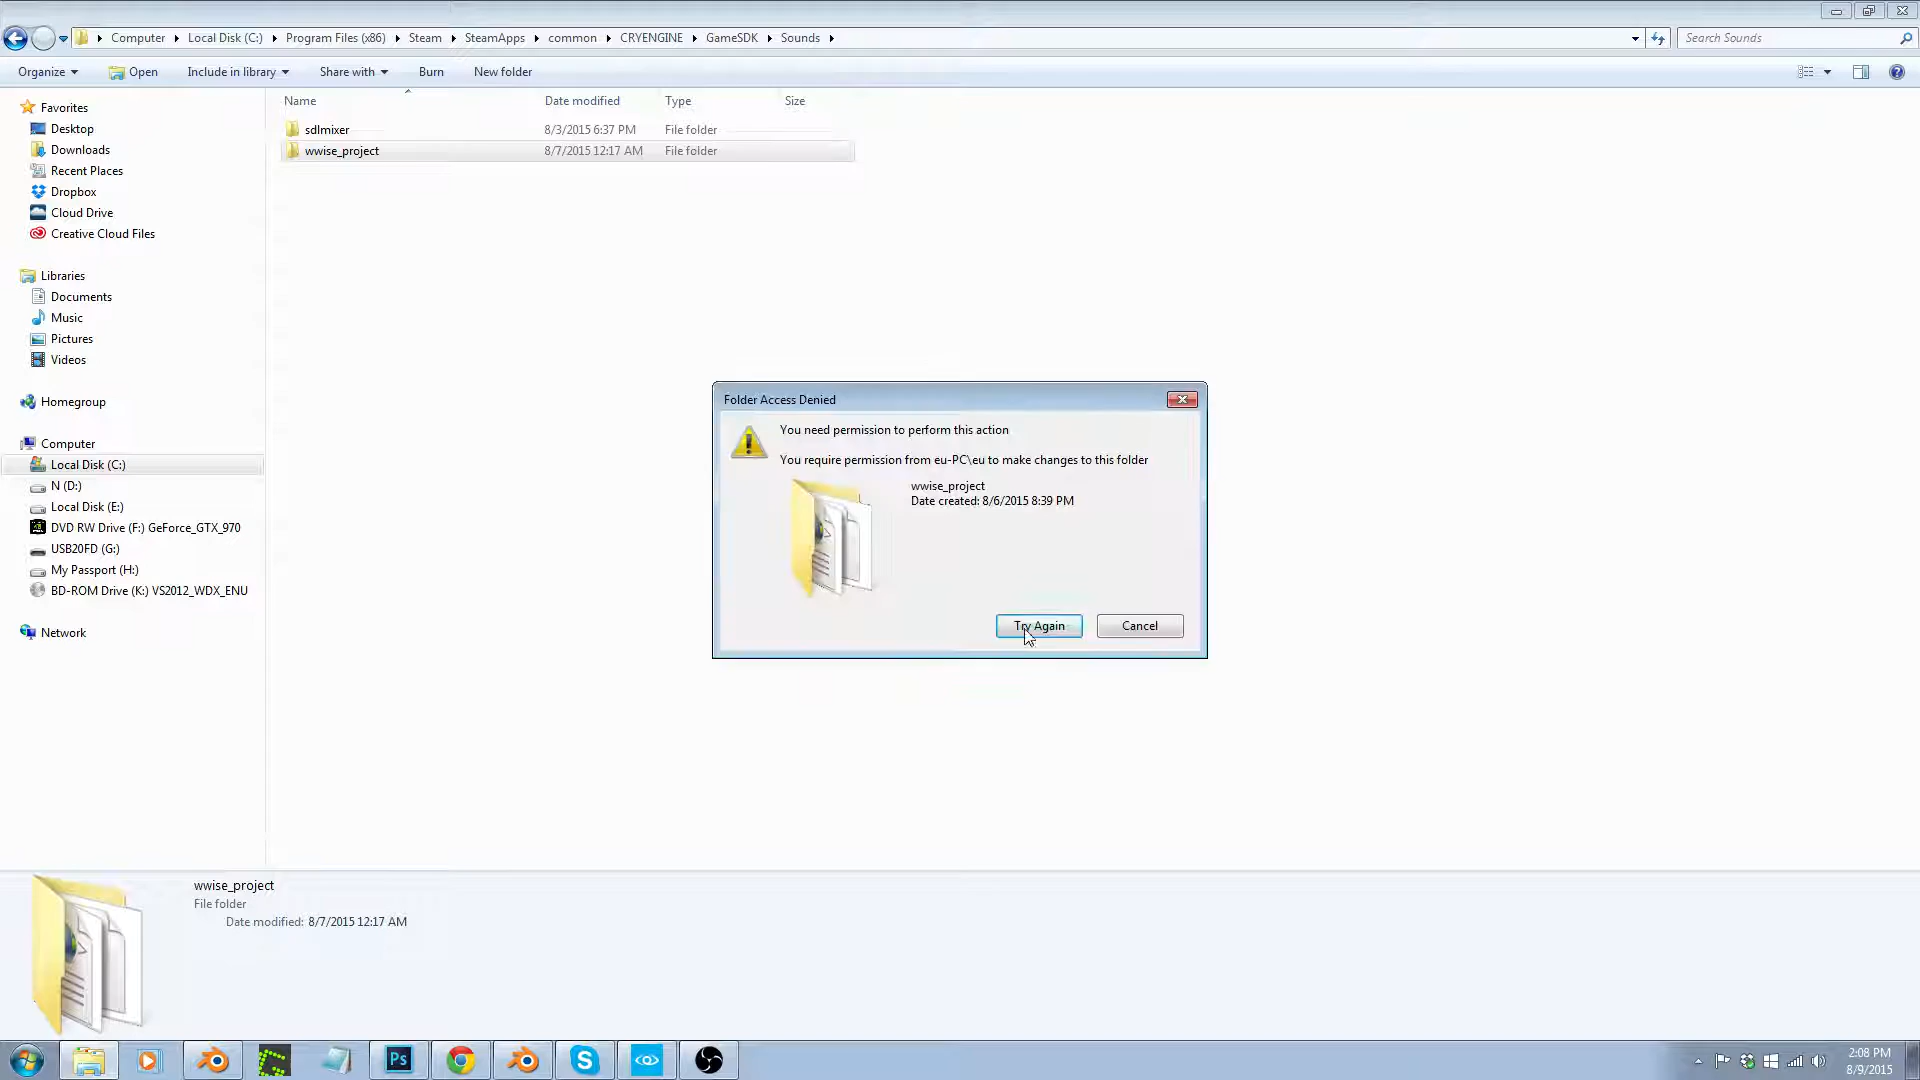 Computer Local Disk (C:) Program Files (x86) Steam SteamApps common CRYENGINE GameSDK Sounds
Search Sounds
Organize Open Include in library Share with Burn New folder
Name Date modified Type Size
sdlmixer 8/3/2015 6:37 PM File folder
wwise_project 8/7/2015 12:17 AM File folder
Favorites
Desktop
Downloads
Recent Places
Dropbox
Cloud Drive
Creative Cloud Files
Libraries
Documents
Music
Pictures
Videos
Homegroup
Computer
Local Disk (C:)
N (D:)
Local Disk (E:)
DVD RW Drive (F:) GeForce_GTX_970
USB20FD (G:)
My Passport (H:)
BD-ROM Drive (K:) VS2012_WDX_ENU
Network
Folder Access Denied
You need permission to perform this action
You require permission from eu-PC\eu to make changes to this folder
wwise_project
Date created: 8/6/2015 8:39 PM
Try Again Cancel
wwise_project
File folder
Date modified: 8/7/2015 12:17 AM
Ps
2:08 PM
8/9/2015